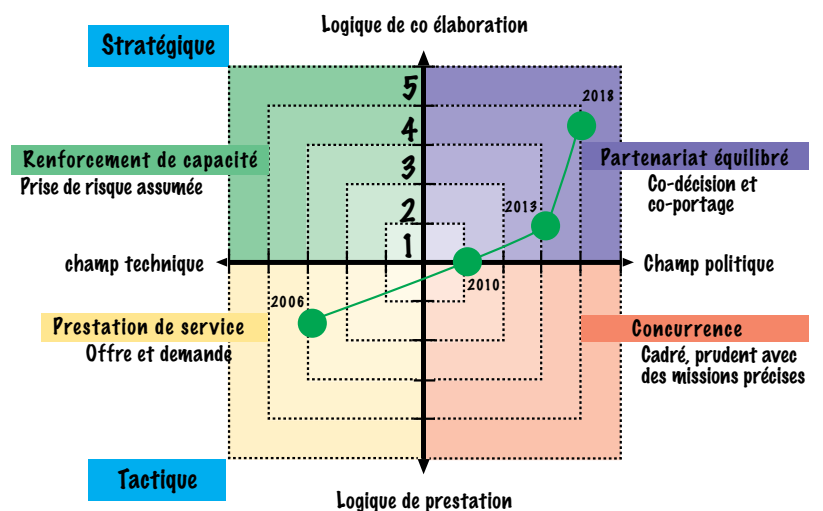 Logique de co élaboration
Stratégique
5
2018
4
Renforcement de capacité
Prise de risque assumée
Partenariat équilibré
Co-décision et
co-portage
3
2013
2
1
champ technique
Champ politique
2010
2006
Prestation de service
Offre et demande
Concurrence
Cadré, prudent avec
des missions précises
Tactique
Logique de prestation